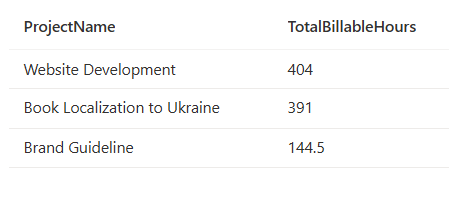 ProjectName TotalBillableHours
Website Development 404
Book Localization to Ukraine 391
Brand Guideline 144.5